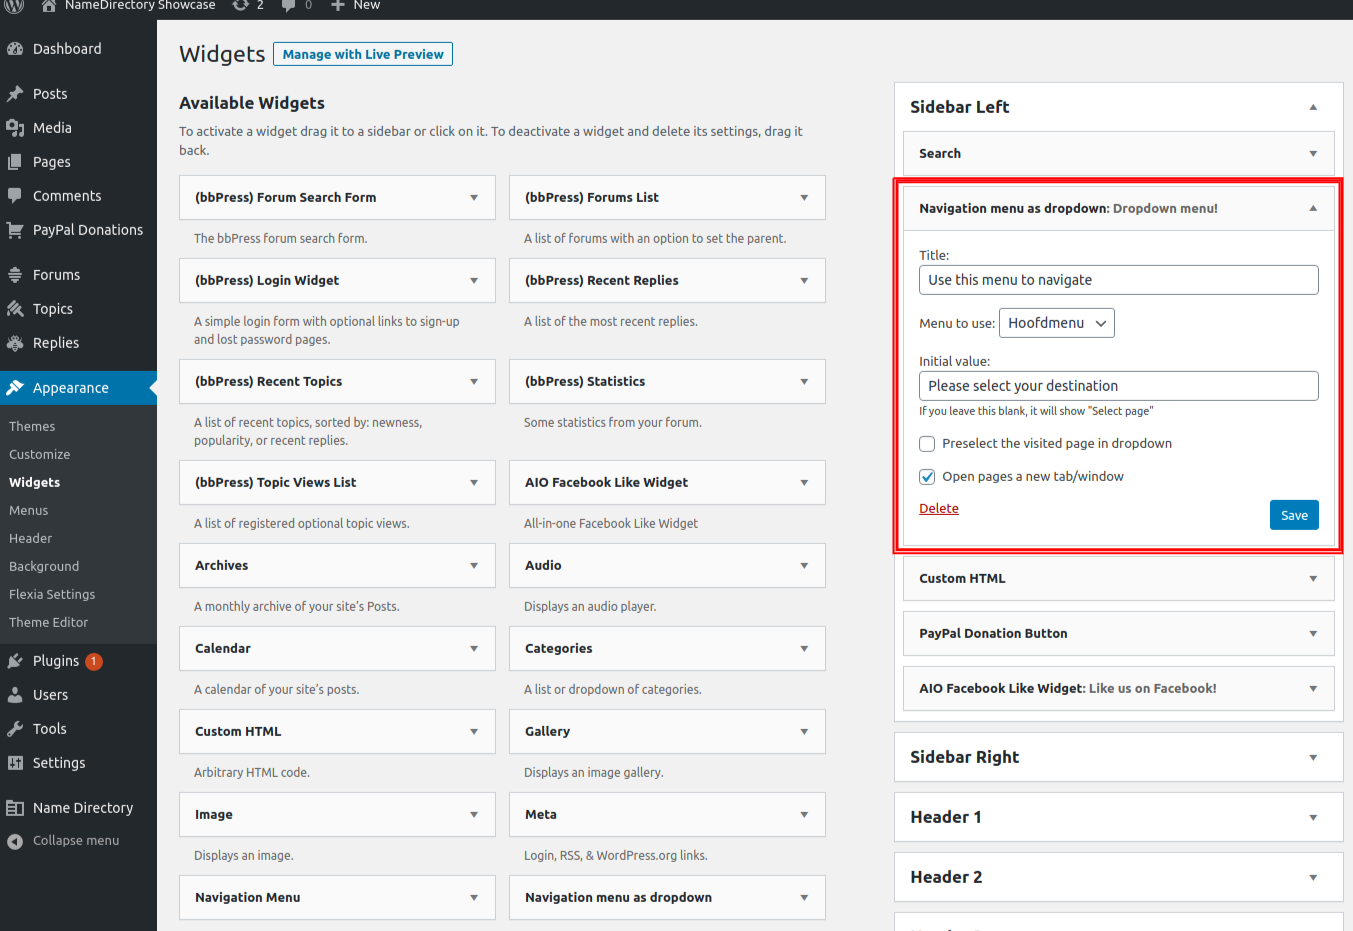 NameDirectory Showcase 2 0 New
Dashboard
Posts
Media
Pages
Comments
PayPal Donations
Forums
Topics
Replies
Appearance
Themes
Customize
Widgets
Menus
Header
Background
Flexia Settings
Theme Editor
Plugins 1
Users
Tools
Settings
Name Directory
Collapse menu
Widgets Manage with Live Preview
Available Widgets
To activate a widget drag it to a sidebar or click on it. To deactivate a widget and delete its settings, drag it
back.
(bbPress) Forum Search Form
The bbPress forum search form.
(bbPress) Forums List
A list of forums with an option to set the parent.
(bbPress) Login Widget
A simple login form with optional links to sign-up
and lost password pages.
(bbPress) Recent Replies
A list of the most recent replies.
(bbPress) Recent Topics
A list of recent topics, sorted by: newness,
popularity, or recent replies.
(bbPress) Statistics
Some statistics from your forum.
(bbPress) Topic Views List
A list of registered optional topic views.
AIO Facebook Like Widget
All-in-one Facebook Like Widget
Archives
A monthly archive of your site’s Posts.
Audio
Displays an audio player.
Calendar
A calendar of your site’s posts.
Categories
A list or dropdown of categories.
Custom HTML
Arbitrary HTML code.
Gallery
Displays an image gallery.
Image
Displays an image.
Meta
Login, RSS, & WordPress.org links.
Navigation Menu
Navigation menu as dropdown
Sidebar Left
Search
Navigation menu as dropdown: Dropdown menu!
Title:
Use this menu to navigate
Menu to use: Hoofdmenu
Initial value:
Please select your destination
If you leave this blank, it will show "Select page"
Preselect the visited page in dropdown
Open pages a new tab/window
Delete
Save
Custom HTML
PayPal Donation Button
AIO Facebook Like Widget: Like us on Facebook!
Sidebar Right
Header 1
Header 2